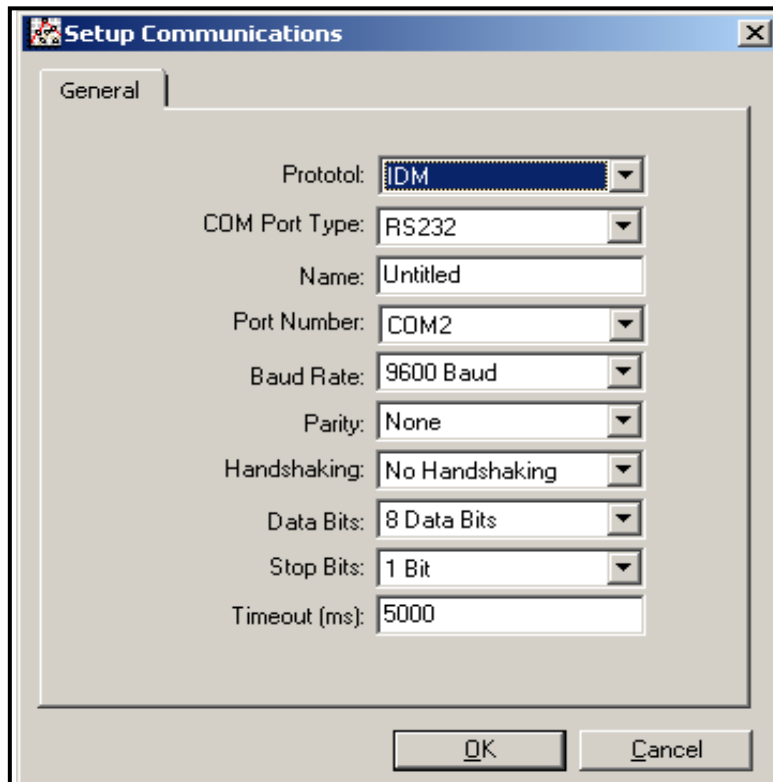 Setup Communications
General
Prototol: IDM
COM Port Type: RS232
Name: Untitled
Port Number: COM2
Baud Rate: 9600 Baud
Parity: None
Handshaking: No Handshaking
Data Bits: 8 Data Bits
Stop Bits: 1 Bit
Timeout (ms): 5000
OK Cancel